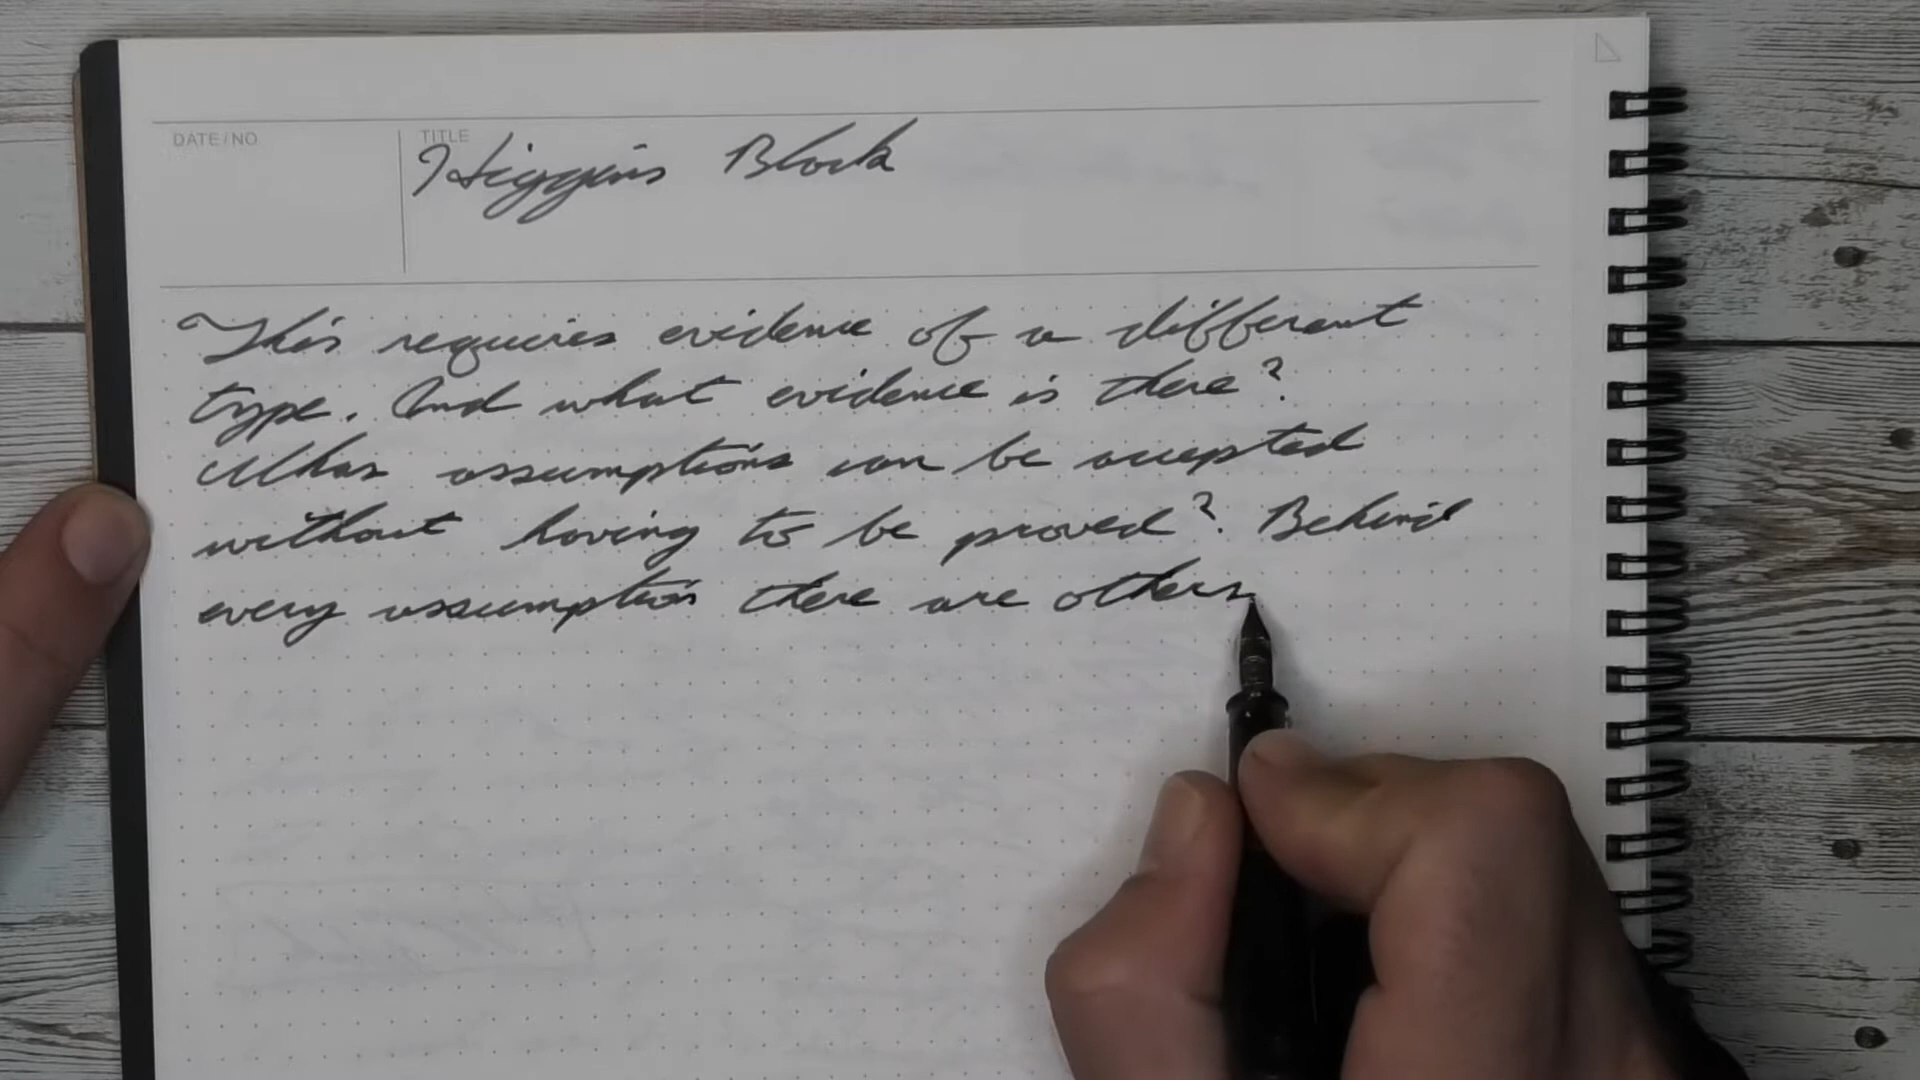 DATE/NO
TITLE
Higgins Block
This requires evidence of a different
type. And what evidence is there?
What assumptions can be accepted
without having to be proved? Behind
every assumption there are others